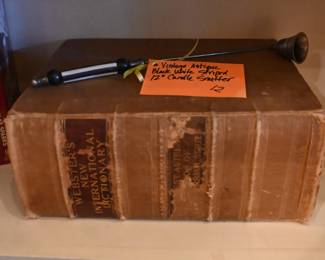 * Vintage Antique
Black White Striped
12" Candle Snuffer
12
WEBSTER'S
NEW
INTERNATIONAL
DICTIONARY